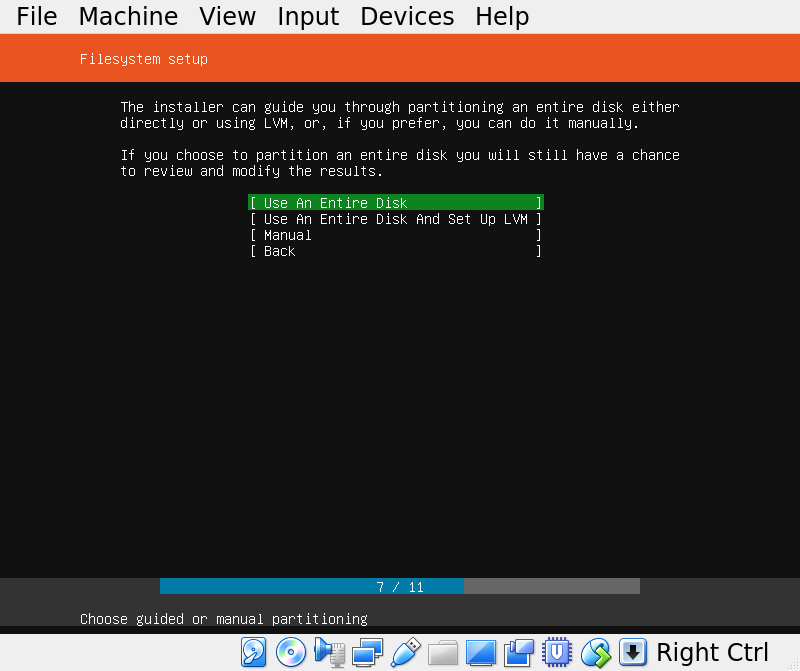 File Machine View Input Devices Help
Filesystem setup
The installer can guide you through partitioning an entire disk either
directly or using LVM, or, if you prefer, you can do it manually.
If you choose to partition an entire disk you will still have a chance
to review and modify the results.
[ Use An Entire Disk ]
[ Use An Entire Disk And Set Up LVM ]
[ Manual ]
[ Back ]
7 / 11
Choose guided or manual partitioning
Right Ctrl